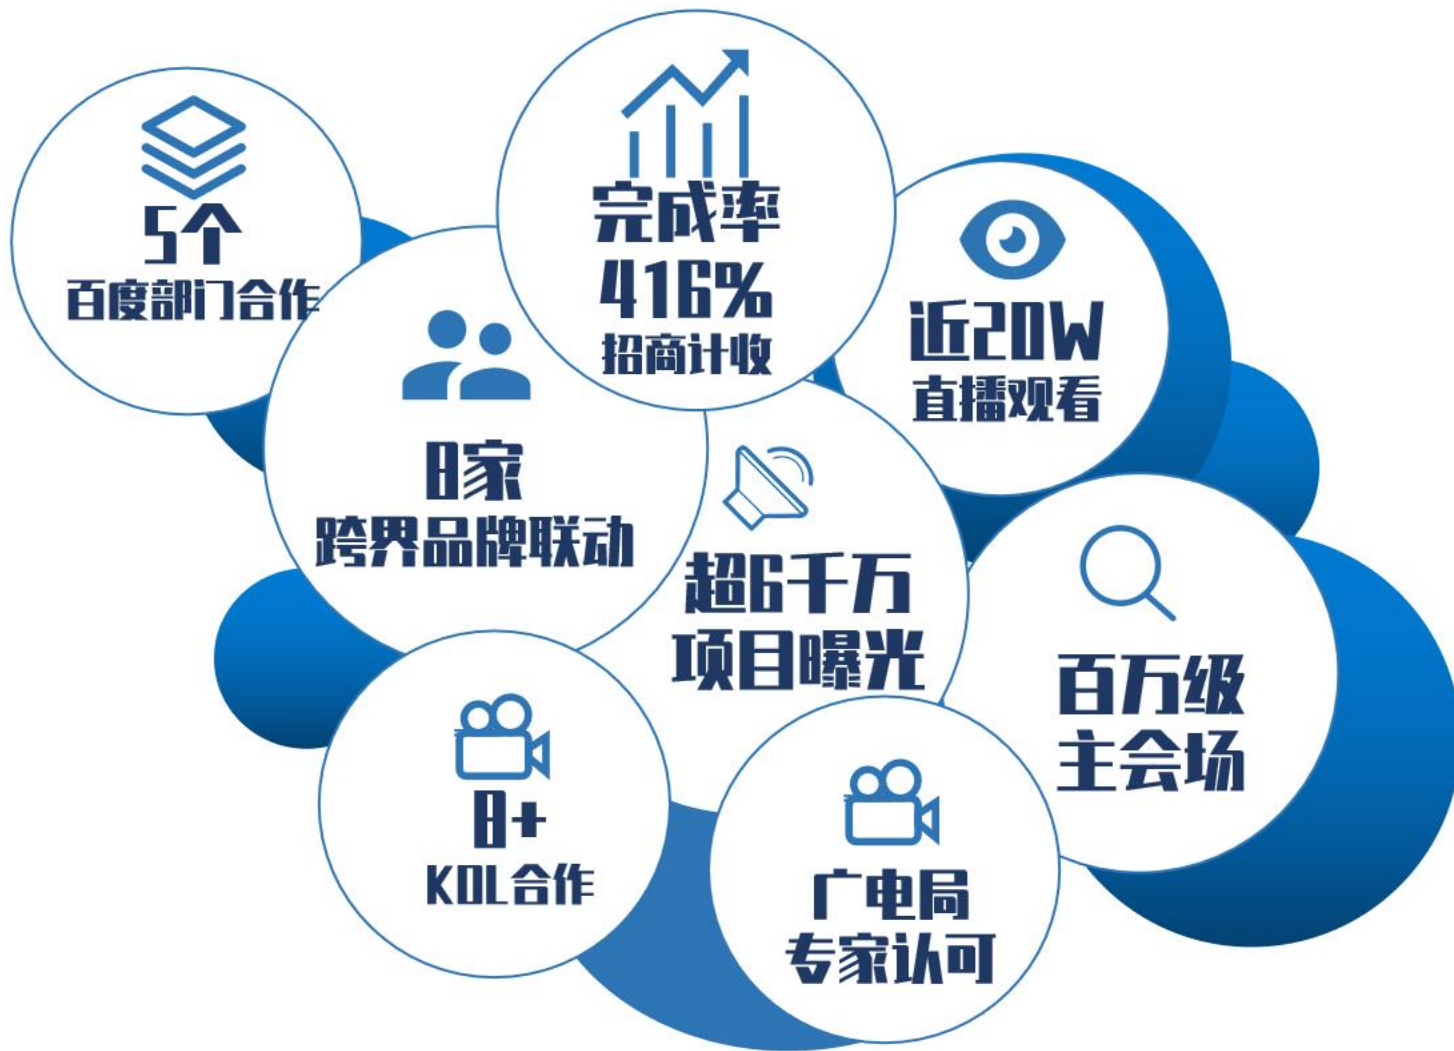 5个
百度部门合作
完成率
416%
招商计收
近20W
直播观看
8家
跨界品牌联动
超6千万
项目曝光
百万级
主会场
8+
KOL合作
广电局
专家认可